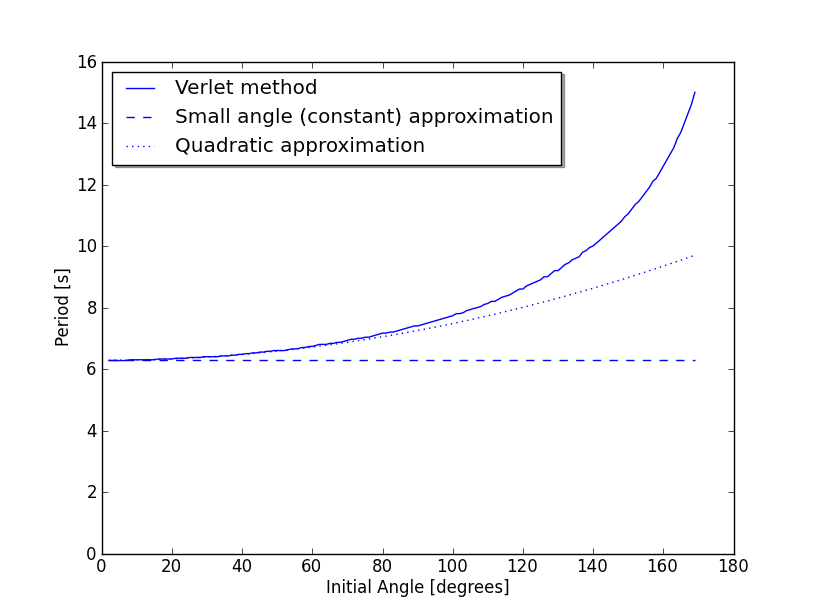 Verlet method
Small angle (constant) approximation
Quadratic approximation
16
14
12
10
8
6
4
2
0
Period [s]
0 20 40 60 80 100 120 140 160 180
Initial Angle [degrees]